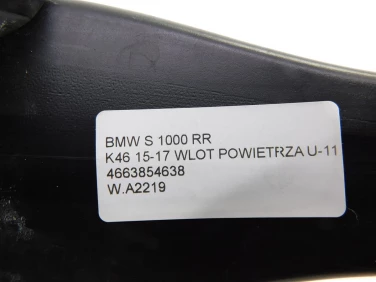 BMW S 1000 RR
K46 15-17 WLOT POWIETRZA U-11
4663854638
W.A2219